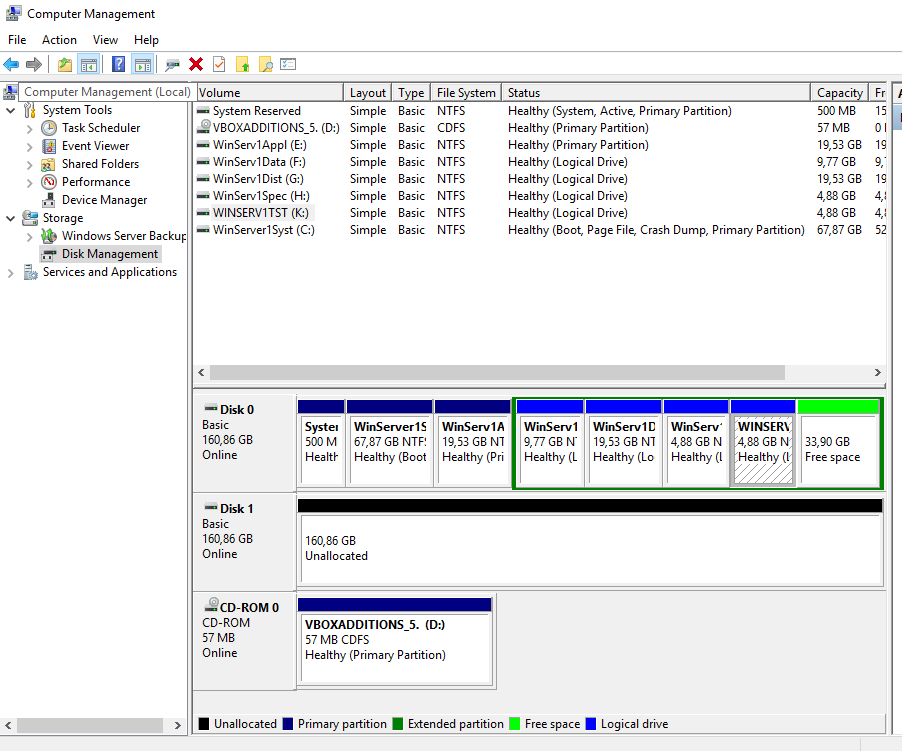 Computer Management
File Action View Help
Computer Management (Local)
System Tools
Task Scheduler
Event Viewer
Shared Folders
Performance
Device Manager
Storage
Windows Server Backup
Disk Management
Services and Applications
Volume Layout Type File System Status Capacity Fr
System Reserved Simple Basic NTFS Healthy (System, Active, Primary Partition) 500 MB 15
VBOXADDITIONS_5. (D:) Simple Basic CDFS Healthy (Primary Partition) 57 MB 0
WinServ1Appl (E:) Simple Basic NTFS Healthy (Primary Partition) 19,53 GB 19
WinServ1Data (F:) Simple Basic NTFS Healthy (Logical Drive) 9,77 GB 9,
WinServ1Dist (G:) Simple Basic NTFS Healthy (Logical Drive) 19,53 GB 19
WinServ1Spec (H:) Simple Basic NTFS Healthy (Logical Drive) 4,88 GB 4,
WINSERV1TST (K:) Simple Basic NTFS Healthy (Logical Drive) 4,88 GB 4,
WinServer1Syst (C:) Simple Basic NTFS Healthy (Boot, Page File, Crash Dump, Primary Partition) 67,87 GB 52
Disk 0
Basic
160,86 GB
Online
Syster
500 M
Health
WinServer1S
67,87 GB NTF
Healthy (Boot
WinServ1A
19,53 GB NT
Healthy (Pri
WinServ1
9,77 GB N
Healthy (L
WinServ1D
19,53 GB NT
Healthy (Lo
WinServ
4,88 GB N
Healthy (
WINSERV
4,88 GB N
Healthy (
33,90 GB
Free space
Disk 1
Basic
160,86 GB
Online
160,86 GB
Unallocated
CD-ROM 0
CD-ROM
57 MB
Online
VBOXADDITIONS_5. (D:)
57 MB CDFS
Healthy (Primary Partition)
Unallocated Primary partition Extended partition Free space Logical drive